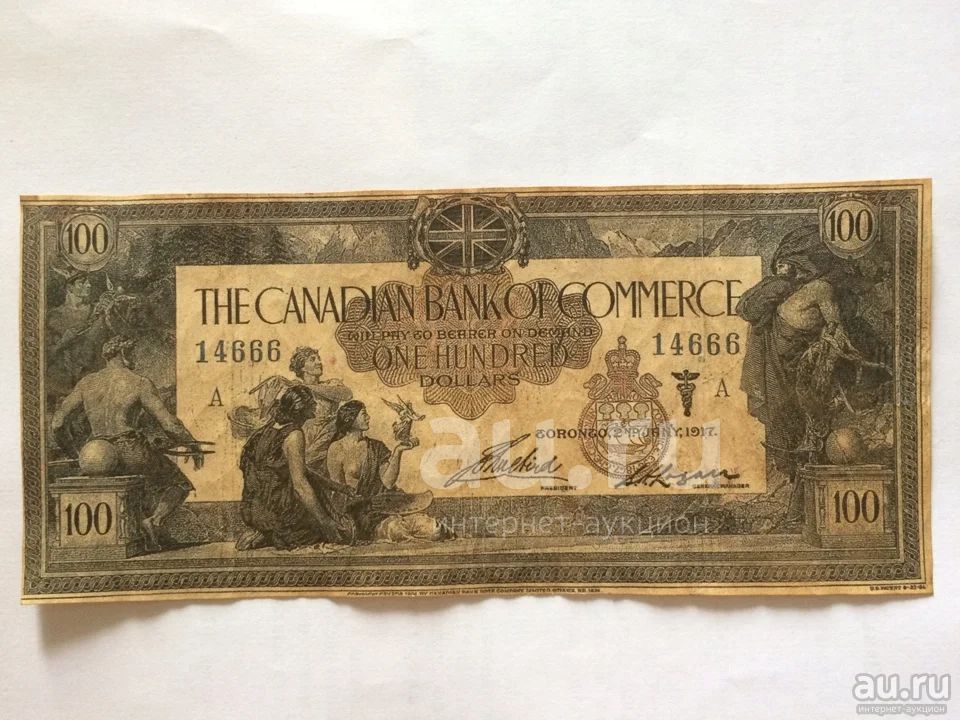 100
100
THE CANADIAN BANK OF COMMERCE
WILL PAY TO BEARER ON DEMAND
14666
ONE HUNDRED
14666
DOLLARS
A
A
TORONTO, 2ND JANY, 1917.
PRESIDENT
GENERAL MANAGER
100
100
au.ru
интернет-аукцион
U.S. PATENT
au.ru
интернет-аукцион